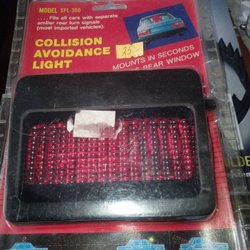 MODEL SPL-300
... Fits all cars with separate
amber rear turn signals
(most imported vehicles).
COLLISION
AVOIDANCE
LIGHT
35
MOUNTS IN SECONDS
REAR WINDOW